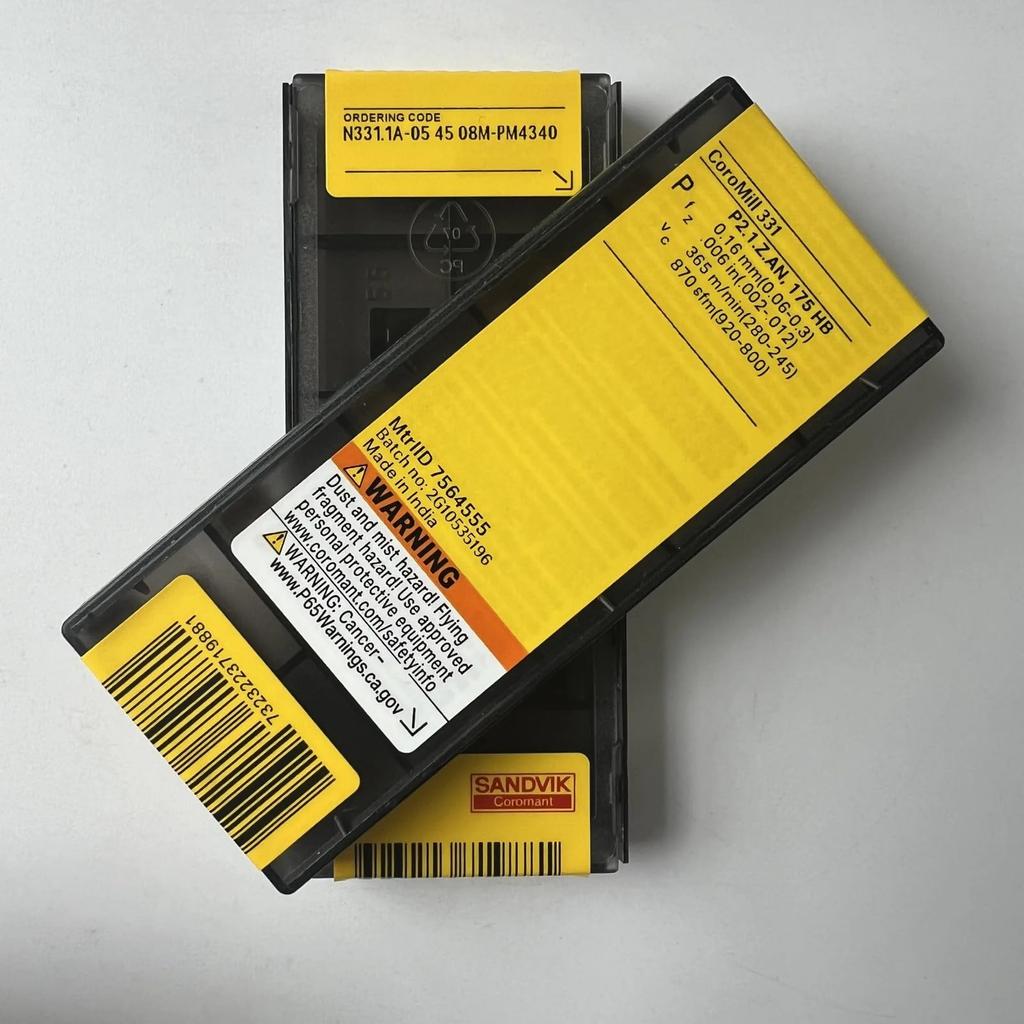 ORDERING CODE
N331.1A-05 45 08M-PM4340
07
PC
CoroMill 331
P P2.1.Z.AN, 175 HB
fz 0.16 mm(0.06-0.3)
.006 in(.002-.012)
vc 365 m/min(280-245)
870 sfm(920-800)
MtrlID 7564555
Batch no: 2G10535196
Made in India
WARNING
Dust and mist hazard! Flying
fragment hazard! Use approved
personal protective equipment
www.coromant.com/safetyinfo
WARNING: Cancer-
www.P65Warnings.ca.gov
7323223719881
SANDVIK
Coromant